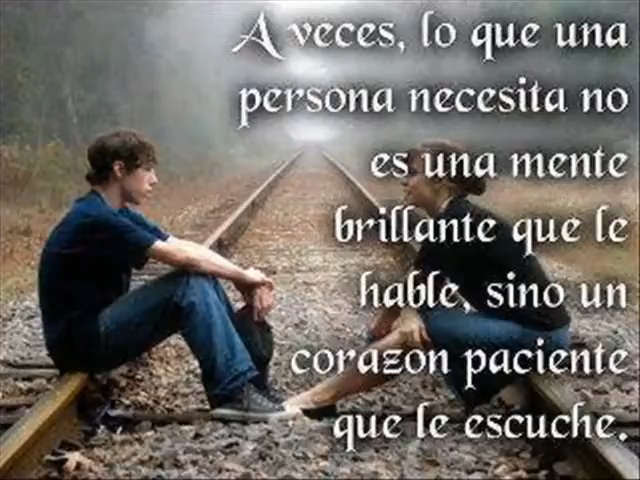 A veces, lo que una
persona necesita no
es una mente
brillante que le
hable, sino un
corazon paciente
que le escuche.